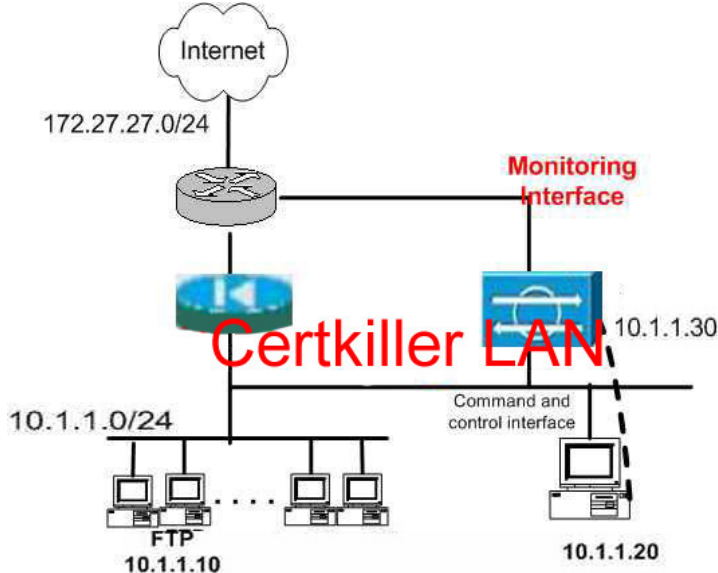 Internet
172.27.27.0/24
Monitoring
Interface
10.1.1.30
Certkiller LAN
Command and
control interface
10.1.1.0/24
FTP
10.1.1.10
10.1.1.20